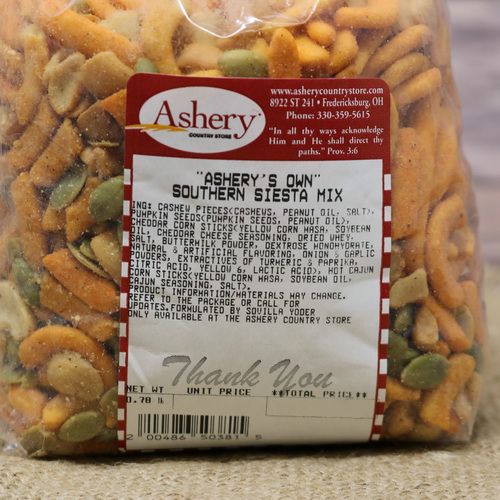 www.asherycountrystore.com
8922 ST 241 • Fredericksburg, OH
Phone: 330-359-5615
Ashery
COUNTRY STORE
"In all thy ways acknowledge
Him and He shall direct thy
paths." Prov. 3:6
"ASHERY'S OWN"
SOUTHERN SIESTA MIX
ING: CASHEW PIECES(CASHEWS, PEANUT OIL, SALT),
PUMPKIN SEEDS(PUMPKIN SEEDS, PEANUT OIL),
CHEDDAR CORN STICKS(YELLOW CORN MASA, SOYBEAN
OIL, CHEDDAR CHEESE SEASONING, DRIED WHEY,
SALT, BUTTERMILK POWDER, DEXTROSE MONOHYDRATE,
NATURAL & ARTIFICIAL FLAVORING, ONION & GARLIC
POWDERS, EXTRACTIVES OF TURMERIC & PAPRIKA,
CITRIC ACID, YELLOW 6, LACTIC ACID), HOT CAJUN
CORN STICKS(YELLOW CORN MASA, SOYBEAN OIL,
CAJUN SEASONING, SALT).
PRODUCT INFORMATION/MATERIALS MAY CHANGE.
REFER TO THE PACKAGE OR CALL FOR
UPDATES.FORMULATED BY SOVILLA YODER
ONLY AVAILABLE AT THE ASHERY COUNTRY STORE
Thank You
NET WT UNIT PRICE **TOTAL PRICE**
0.78 lb
2 00486 50381 5